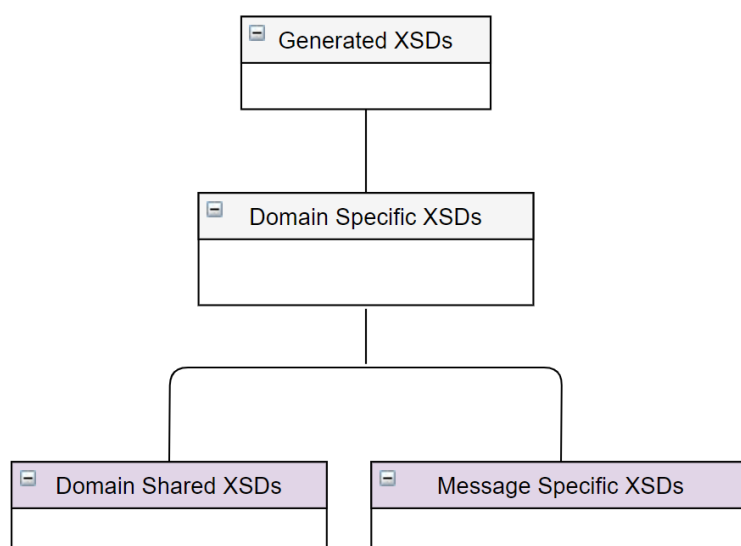 Generated XSDs
Domain Specific XSDs
Domain Shared XSDs
Message Specific XSDs